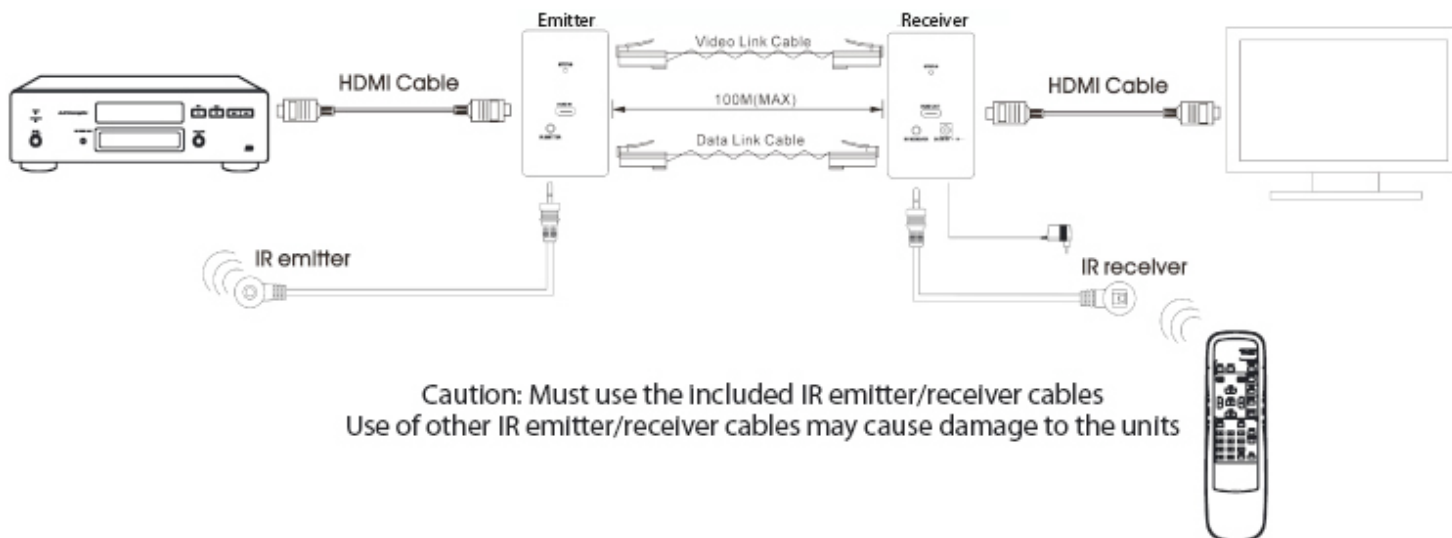 Emitter
Receiver
Video Link Cable
HDMI Cable
100M(MAX)
HDMI Cable
Data Link Cable
IR emitter
IR receiver
Caution: Must use the included IR emitter/receiver cables
Use of other IR emitter/receiver cables may cause damage to the units